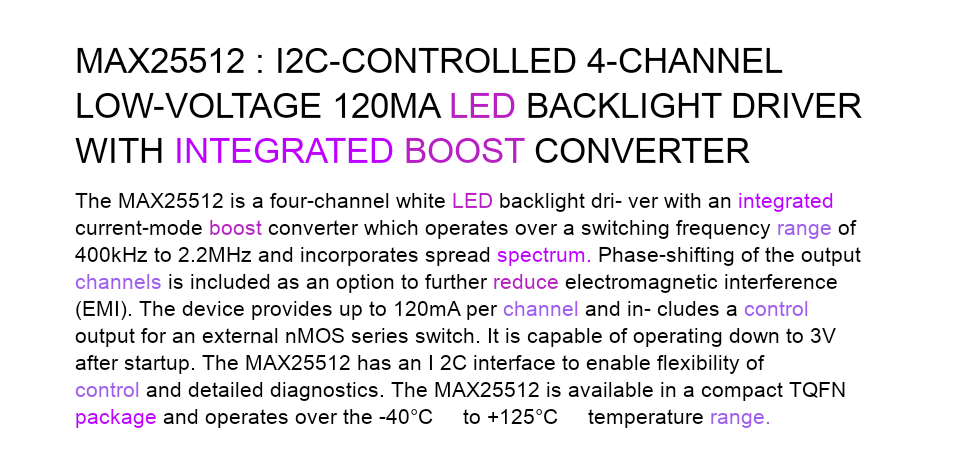 MAX25512 : I2C-CONTROLLED 4-CHANNEL
LOW-VOLTAGE 120MA LED BACKLIGHT DRIVER
WITH INTEGRATED BOOST CONVERTER
The MAX25512 is a four-channel white LED backlight dri- ver with an integrated
current-mode boost converter which operates over a switching frequency range of
400kHz to 2.2MHz and incorporates spread spectrum. Phase-shifting of the output
channels is included as an option to further reduce electromagnetic interference
(EMI). The device provides up to 120mA per channel and in- cludes a control
output for an external nMOS series switch. It is capable of operating down to 3V
after startup. The MAX25512 has an I 2C interface to enable flexibility of
control and detailed diagnostics. The MAX25512 is available in a compact TQFN
package and operates over the -40°C to +125°C temperature range.